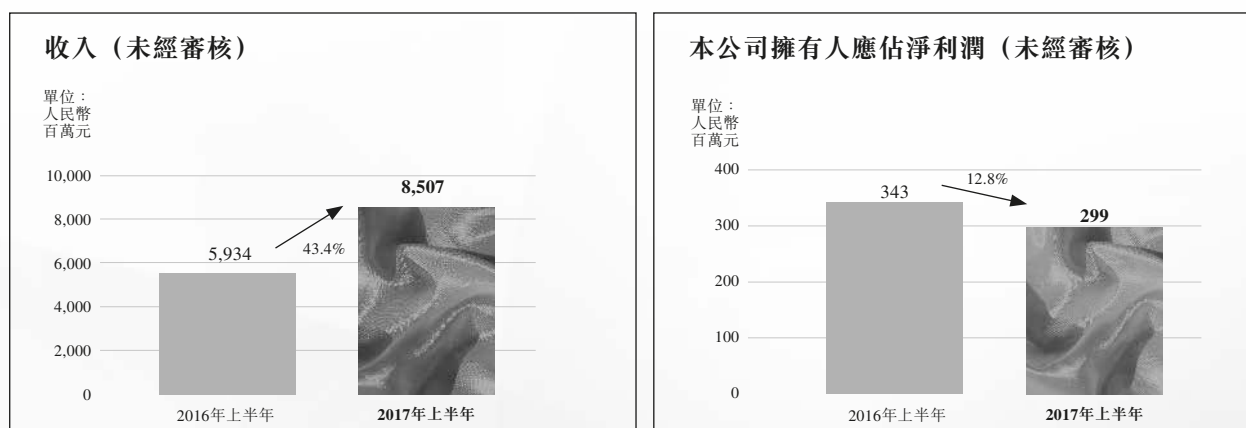 收入（未經審核）
單位：
人民幣
百萬元
10,000
8,000
6,000
4,000
2,000
0
5,934
43.4%
8,507
2016年上半年
2017年上半年
本公司擁有人應佔淨利潤（未經審核）
單位：
人民幣
百萬元
400
300
200
100
0
343
12.8%
299
2016年上半年
2017年上半年